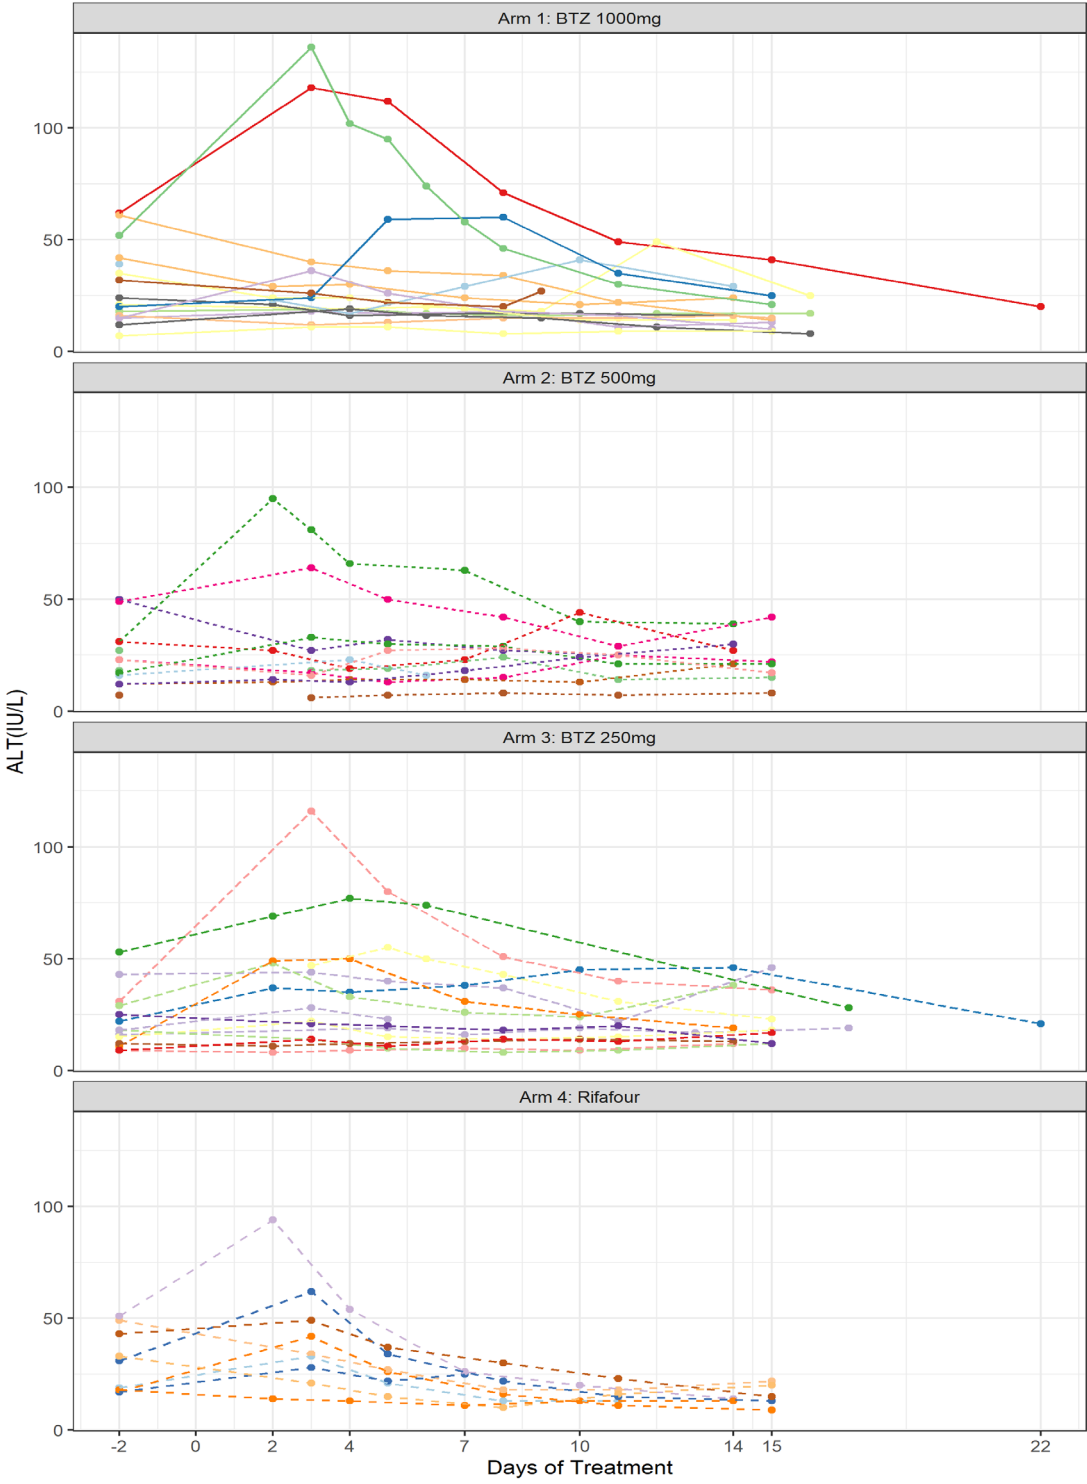 Arm 1: BTZ 1000mg
100
50
0
Arm 2: BTZ 500mg
100
50
0
Arm 3: BTZ 250mg
100
50
0
Arm 4: Rifafour
100
50
0
ALT(IU/L)
-2 0 2 4 7 10 14 15 22
Days of Treatment